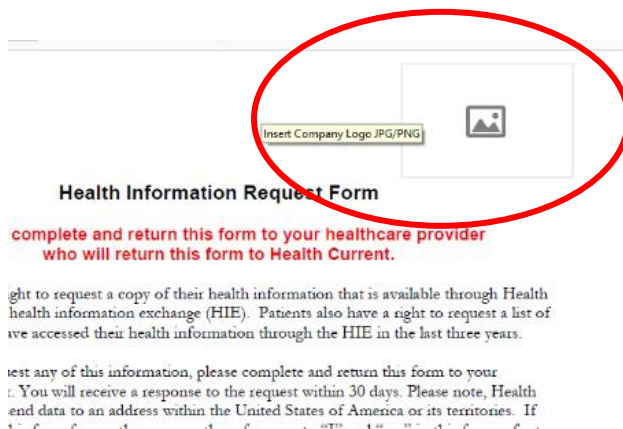 Insert Company Logo JPG/PNG
Health Information Request Form
complete and return this form to your healthcare provider
who will return this form to Health Current.
ght to request a copy of their health information that is available through Health
health information exchange (HIE). Patients also have a right to request a list of
ave accessed their health information through the HIE in the last three years.
est any of this information, please complete and return this form to your
r. You will receive a response to the request within 30 days. Please note, Health
send data to an address within the United States of America or its territories. If